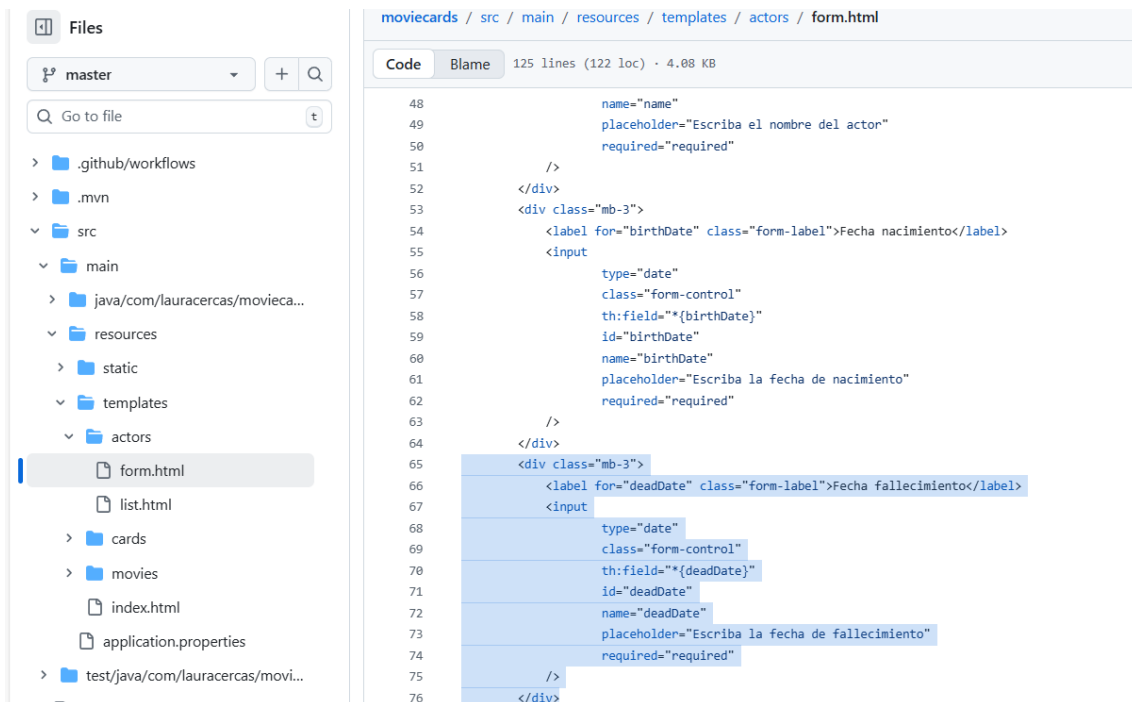 Files
master
Go to file
t
.github/workflows
.mvn
src
main
java/com/lauracercas/movieca...
resources
static
templates
actors
form.html
list.html
cards
movies
index.html
application.properties
test/java/com/lauracercas/movi...
moviecards / src / main / resources / templates / actors / form.html
Code Blame 125 lines (122 loc) · 4.08 KB
48 name="name"
49 placeholder="Escriba el nombre del actor"
50 required="required"
51 />
52 </div>
53 <div class="mb-3">
54 <label for="birthDate" class="form-label">Fecha nacimiento</label>
55 <input
56 type="date"
57 class="form-control"
58 th:field="*{birthDate}"
59 id="birthDate"
60 name="birthDate"
61 placeholder="Escriba la fecha de nacimiento"
62 required="required"
63 />
64 </div>
65 <div class="mb-3">
66 <label for="deadDate" class="form-label">Fecha fallecimiento</label>
67 <input
68 type="date"
69 class="form-control"
70 th:field="*{deadDate}"
71 id="deadDate"
72 name="deadDate"
73 placeholder="Escriba la fecha de fallecimiento"
74 required="required"
75 />
76 </div>